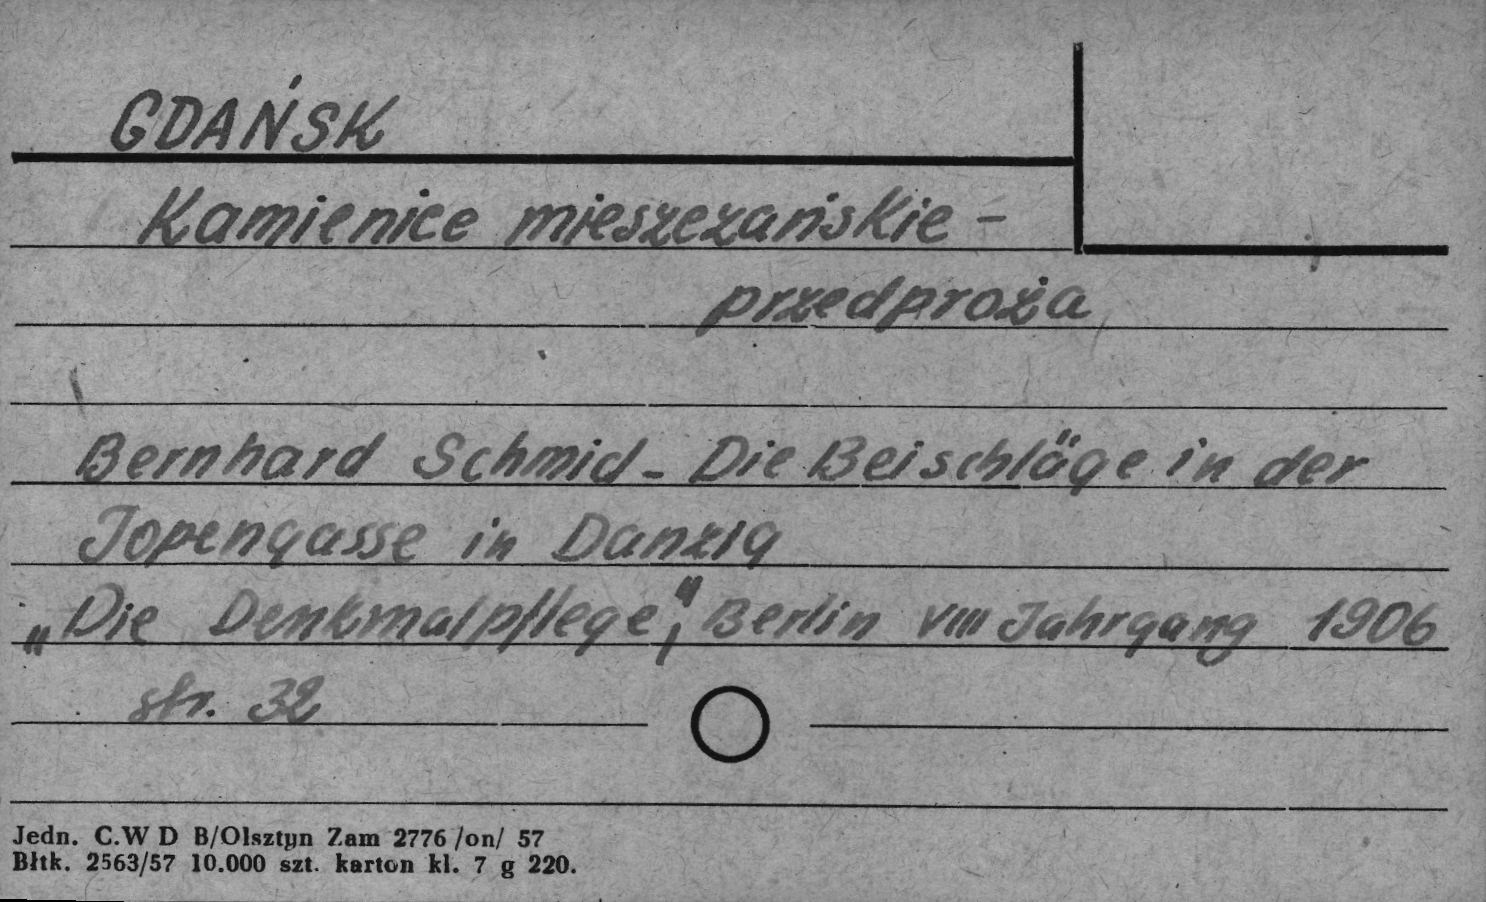 GDAŃSK
Kamienice mieszczańskie -
przedproża
Bernhard Schmid - Die Beischläge in der
Jopengasse in Danzig
„Die Denkmalpflege", Berlin VIII Jahrgang 1906
str. 32
Jedn. C.W D B/Olsztyn Zam 2776 /on/ 57
Błtk. 2563/57 10.000 szt. karton kl. 7 g 220.